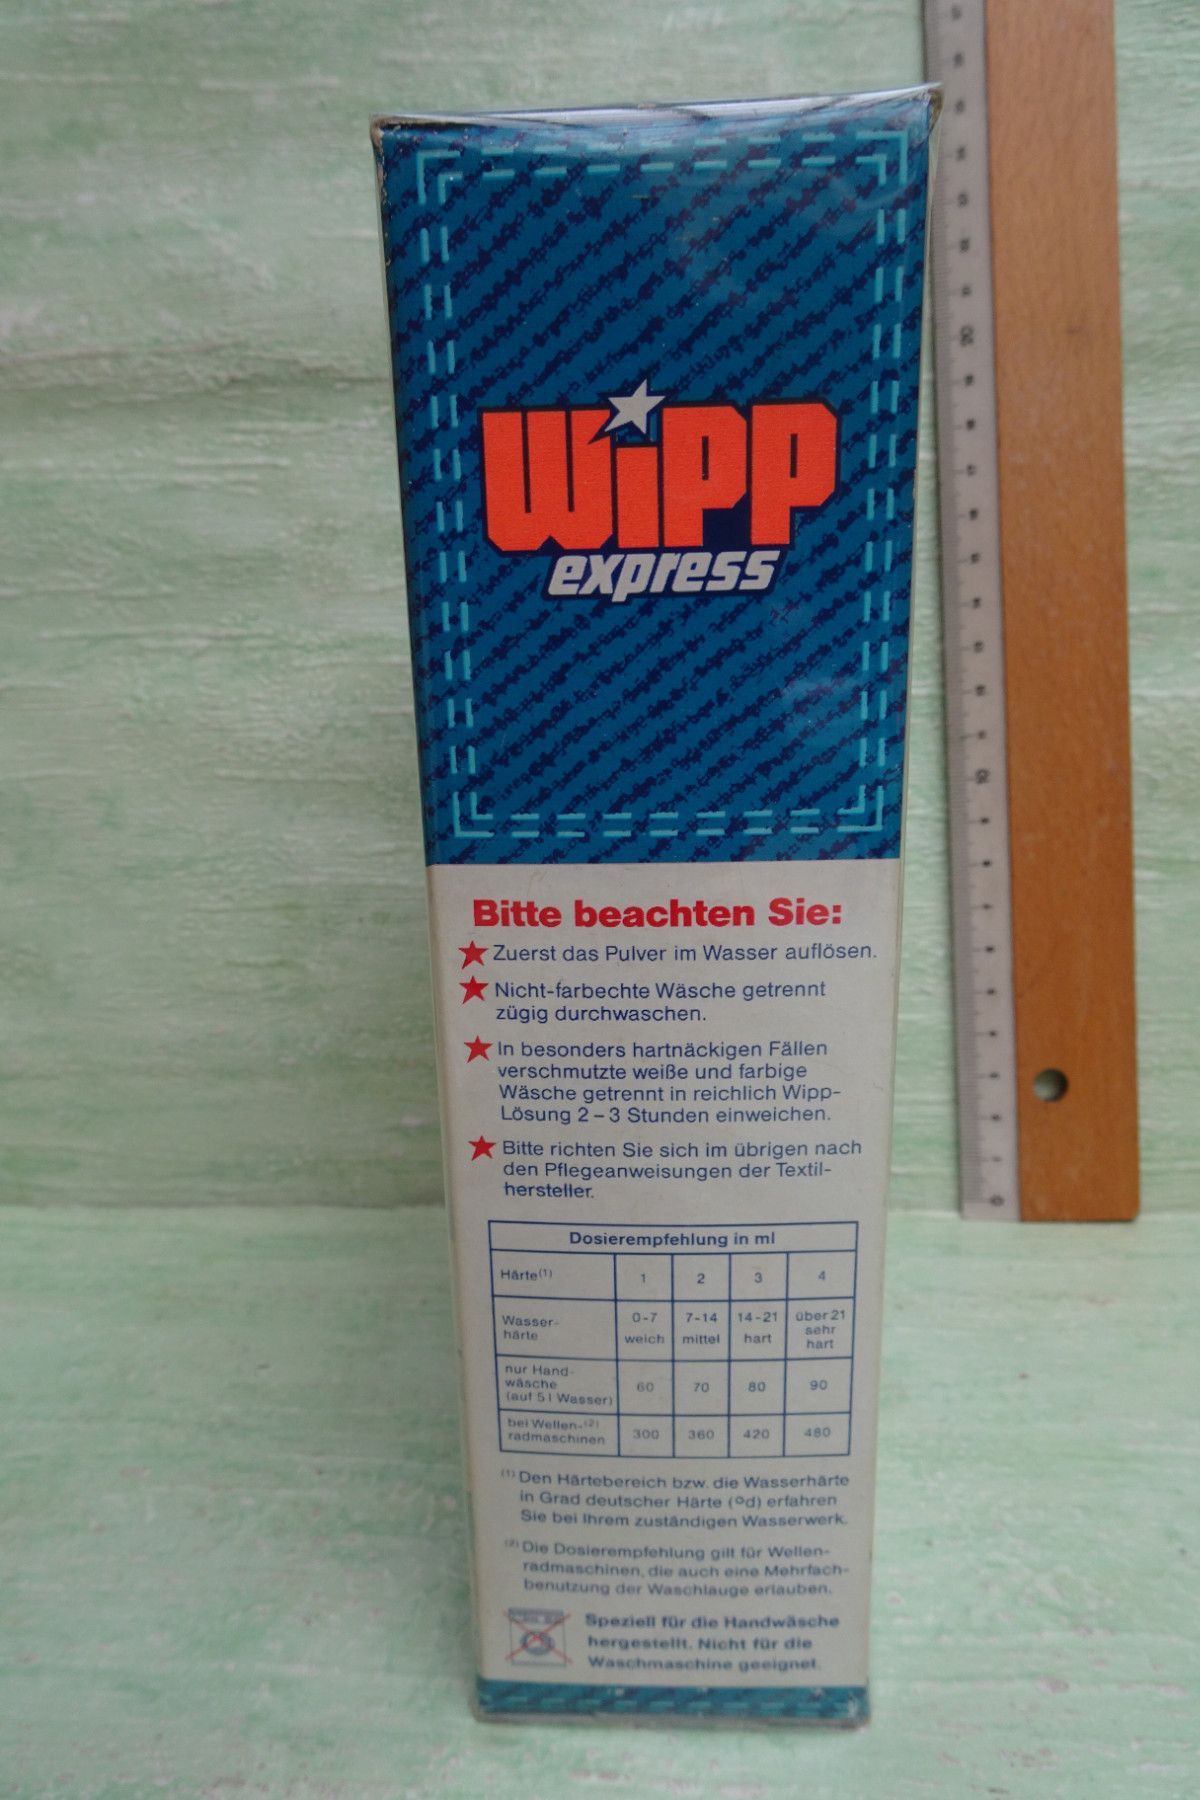 wipp
express
Bitte beachten Sie:
Zuerst das Pulver im Wasser auflösen.
Nicht-farbechte Wäsche getrennt
zügig durchwaschen.
In besonders hartnäckigen Fällen
verschmutzte weiße und farbige
Wäsche getrennt in reichlich Wipp-
Lösung 2–3 Stunden einweichen.
Bitte richten Sie sich im übrigen nach
den Pflegeanweisungen der Textil-
hersteller.
Dosierempfehlung in ml
Härte(1) 1 2 3 4
Wasser-
härte
0-7
weich
7-14
mittel
14-21
hart
über 21
sehr
hart
nur Hand-
wäsche
(auf 5 l Wasser)
60 70 80 90
bei Wellen-(2)
radmaschinen
300 360 420 480
(1) Den Härtebereich bzw. die Wasserhärte
in Grad deutscher Härte (°d) erfahren
Sie bei Ihrem zuständigen Wasserwerk.
(2) Die Dosierempfehlung gilt für Wellen-
radmaschinen, die auch eine Mehrfach-
benutzung der Waschlauge erlauben.
Speziell für die Handwäsche
hergestellt. Nicht für die
Waschmaschine geeignet.
20
10
0